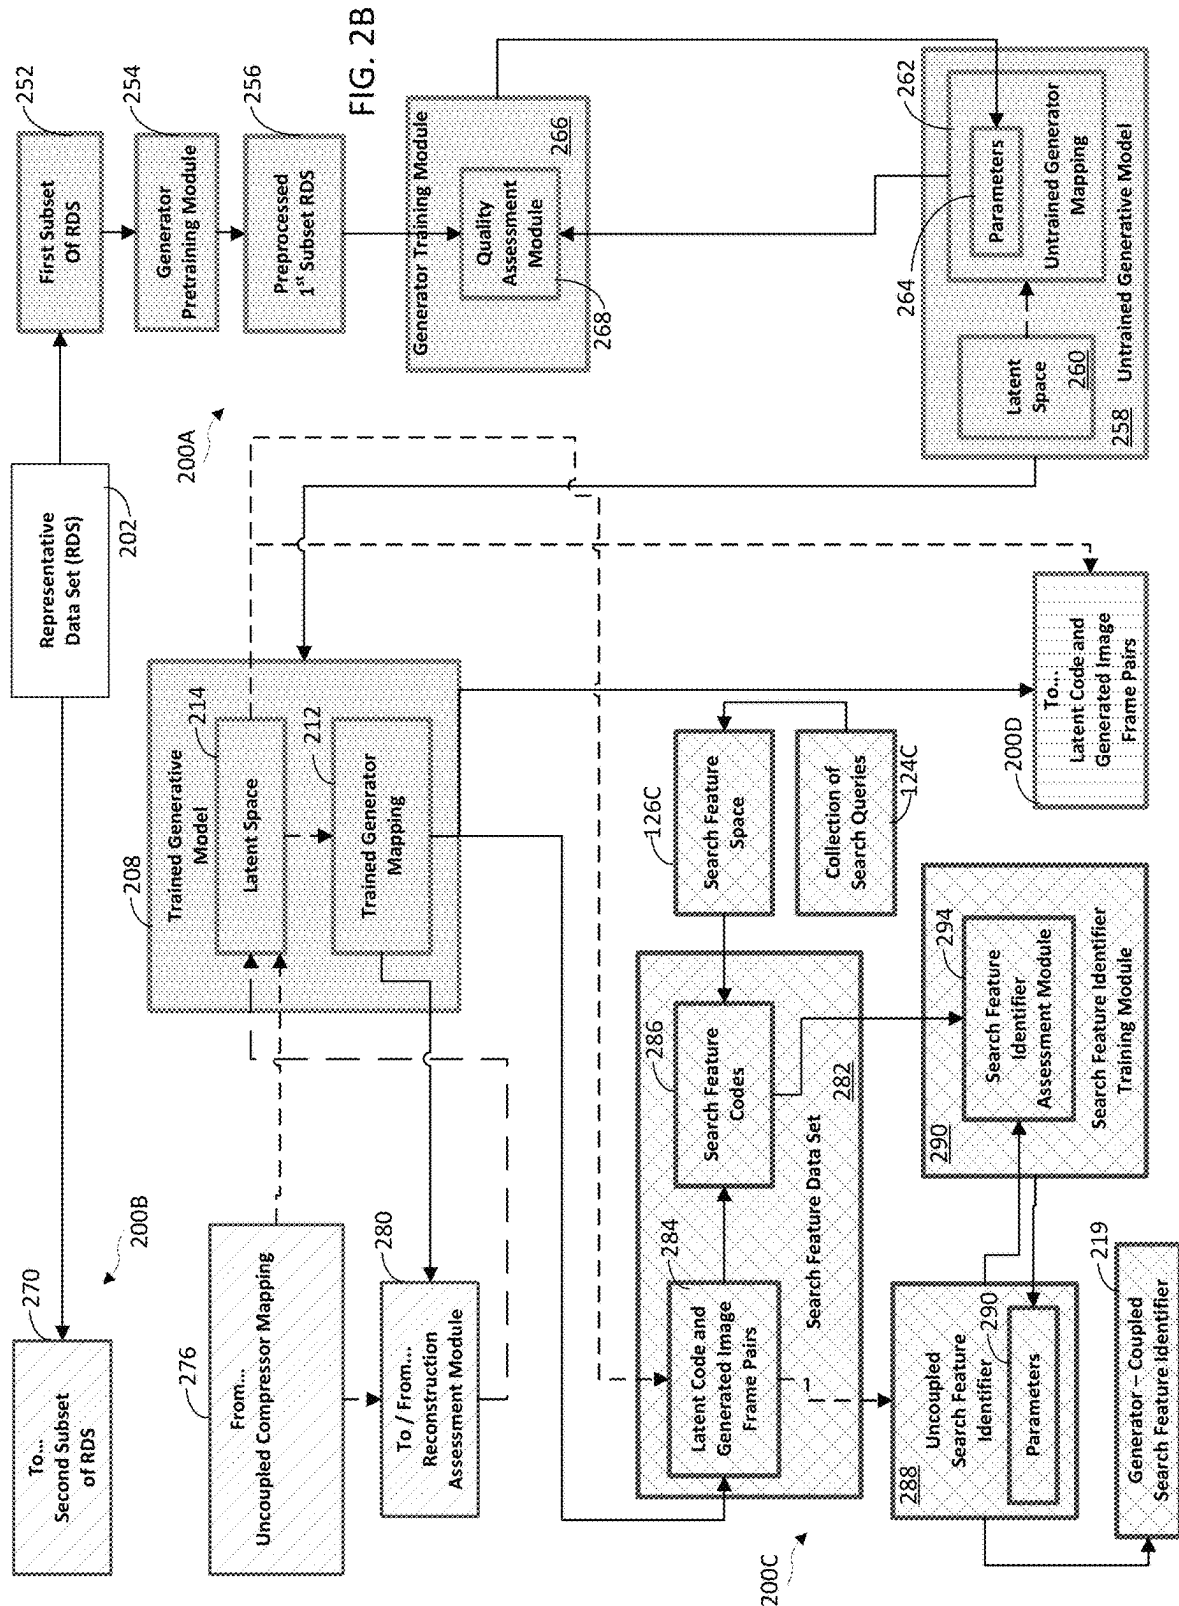 FIG. 2B
To...
Second Subset
of RDS
270
200B
Representative
Data Set (RDS)
202
First Subset
Of RDS
252
Generator
Pretraining Module
254
Preprocessed
1st Subset RDS
256
200A
From...
Uncoupled Compressor Mapping
276
To / From...
Reconstruction
Assessment Module
280
Trained Generative
Model
208
Latent Space
214
Trained Generator
Mapping
212
Generator Training Module
266
Quality
Assessment
Module
268
Untrained Generative Model
258
Latent
Space
260
Untrained Generator
Mapping
262
Parameters
264
200C
Search Feature Data Set
282
Latent Code and
Generated Image
Frame Pairs
284
Search Feature
Codes
286
Search Feature
Space
126C
Collection of
Search Queries
124C
To...
Latent Code and
Generated Image
Frame Pairs
200D
Uncoupled
Search Feature
Identifier
288
Parameters
290
Search Feature Identifier
Training Module
290
Search Feature
Identifier
Assessment Module
294
Generator – Coupled
Search Feature Identifier
219